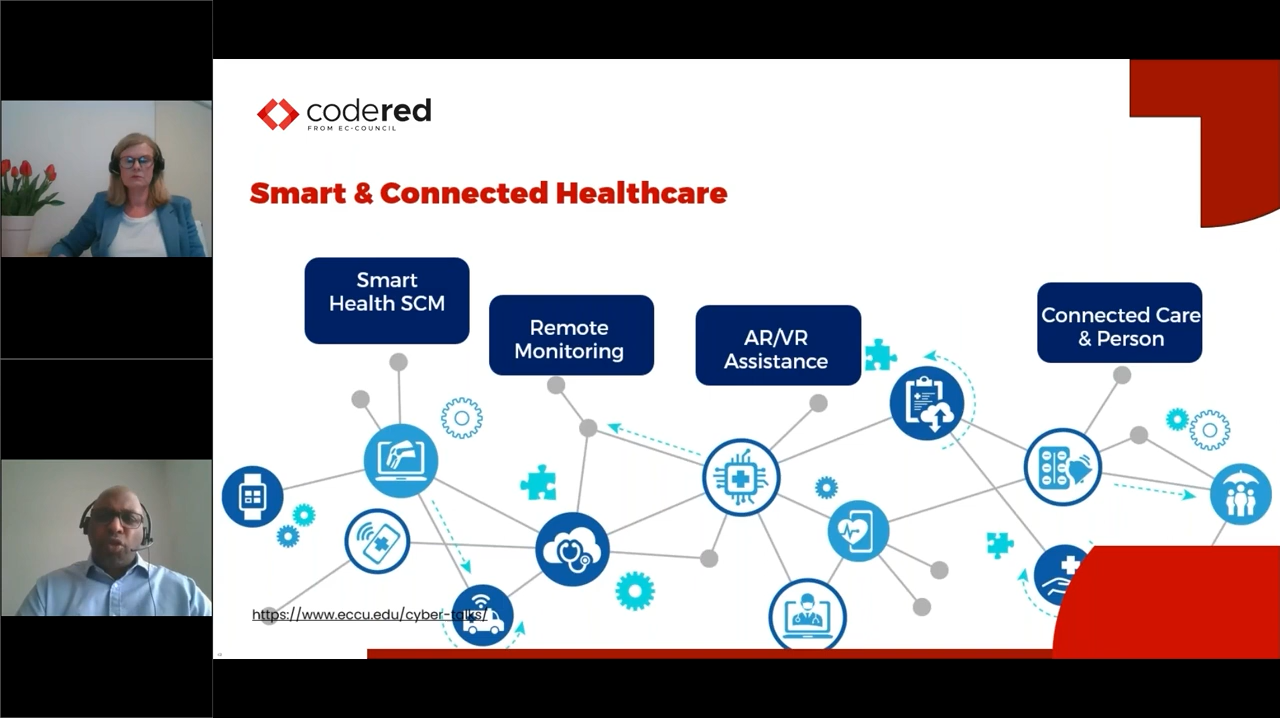 codered
FROM EC-COUNCIL
Smart & Connected Healthcare
Smart
Health SCM
Remote
Monitoring
AR/VR
Assistance
Connected Care
& Person
https://www.eccu.edu/cyber-talks/